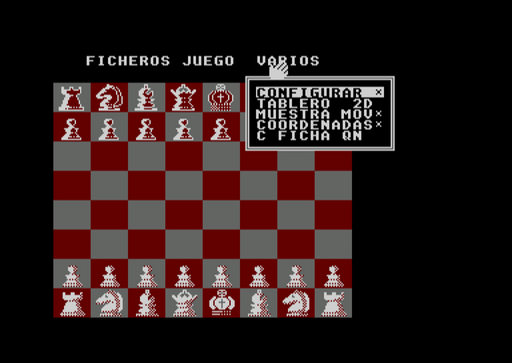 FICHEROS JUEGO VARIOS
CONFIGURAR ×
TABLERO 2D
MUESTRA MOV×
COORDENADAS×
C FICHA QN